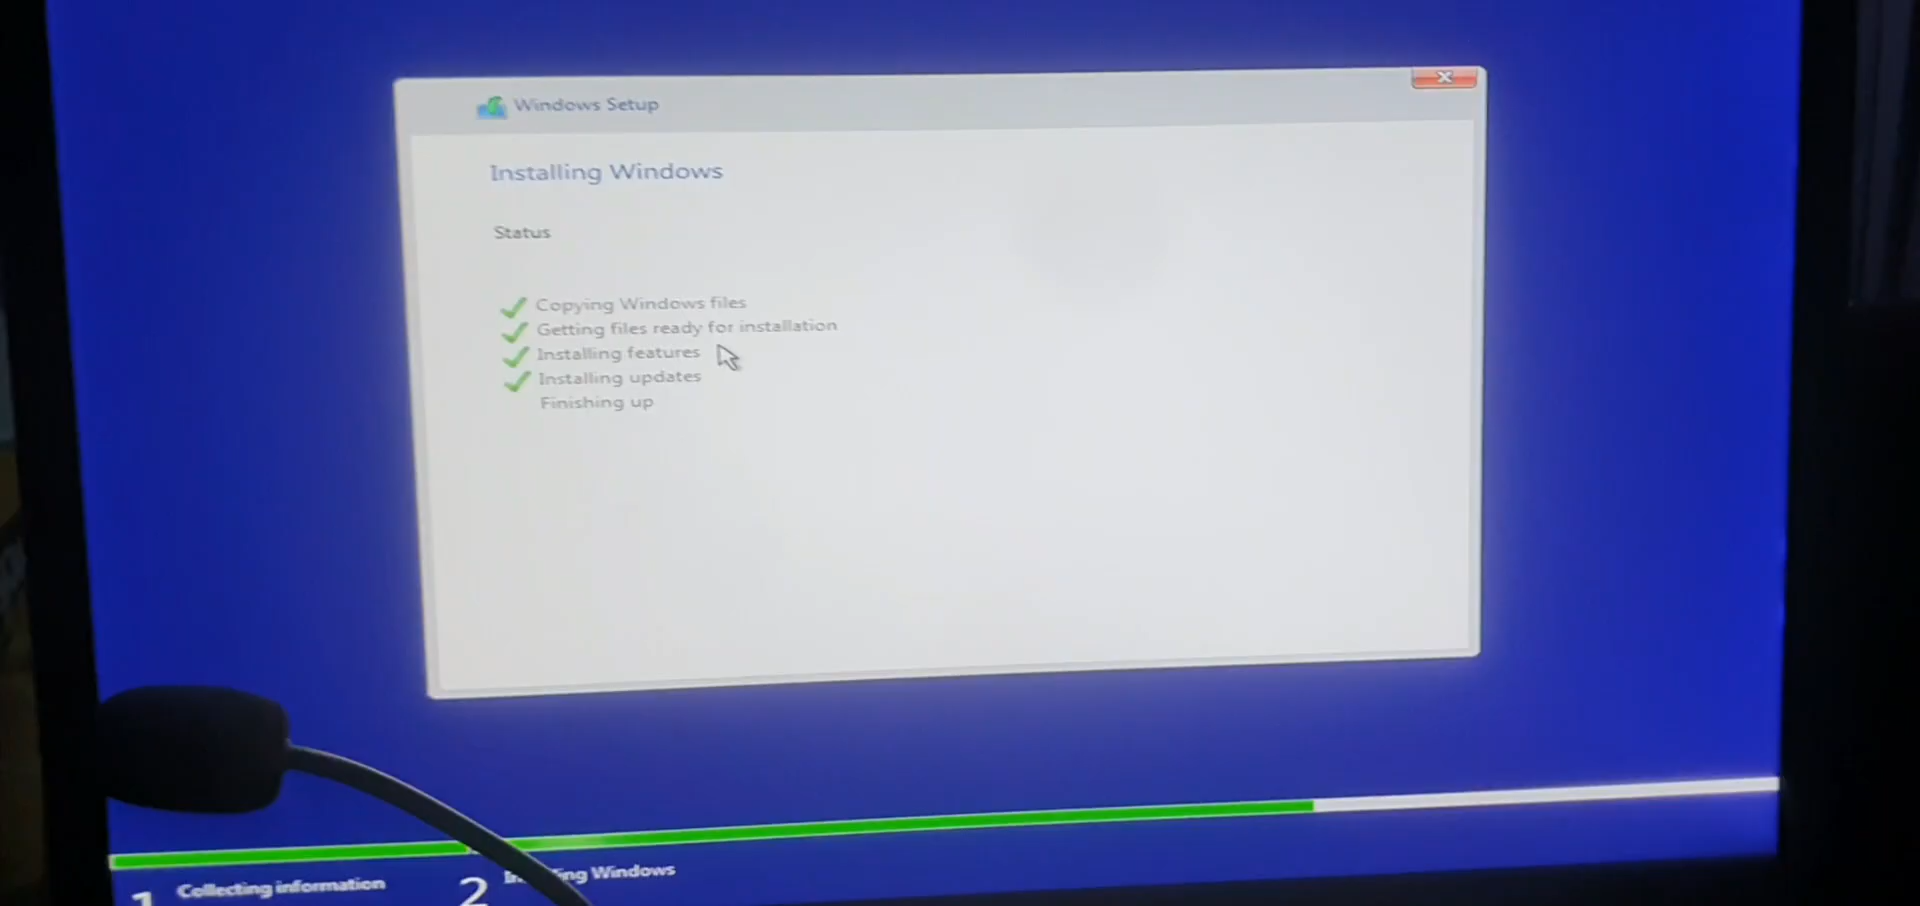 Windows Setup
Installing Windows
Status
Copying Windows files
Getting files ready for installation
Installing features
Installing updates
Finishing up
1 Collecting information
2 Windows